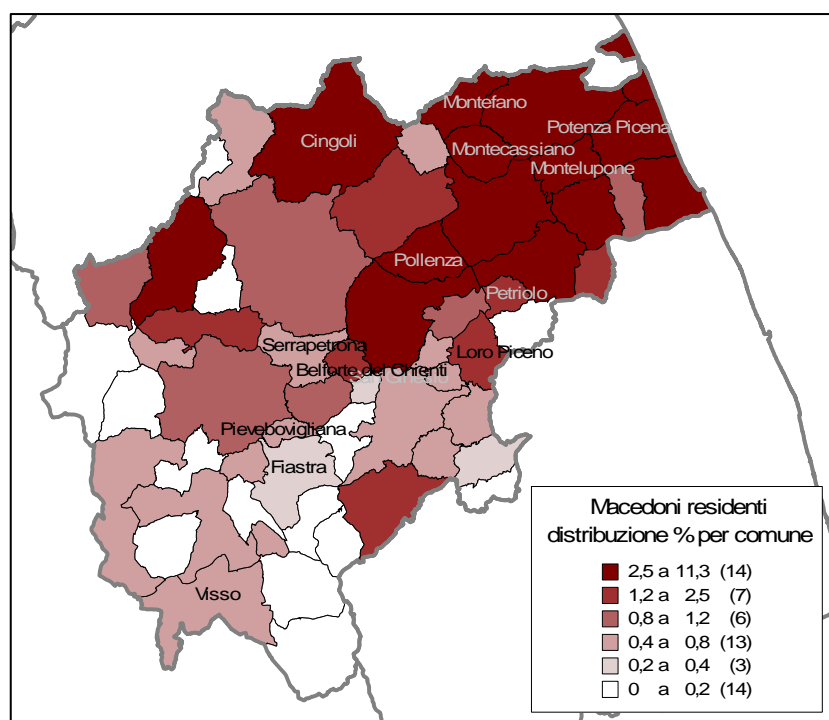 Montefano
Potenza Picena
Cingoli
Montecassiano
Montelupone
Pollenza
Petriolo
Serrapetrona
Loro Piceno
Belforte del Chienti
San Ginesio
Pievebovigliana
Fiastra
Visso
Macedoni residenti
distribuzione % per comune
2,5 a 11,3 (14)
1,2 a 2,5 (7)
0,8 a 1,2 (6)
0,4 a 0,8 (13)
0,2 a 0,4 (3)
0 a 0,2 (14)